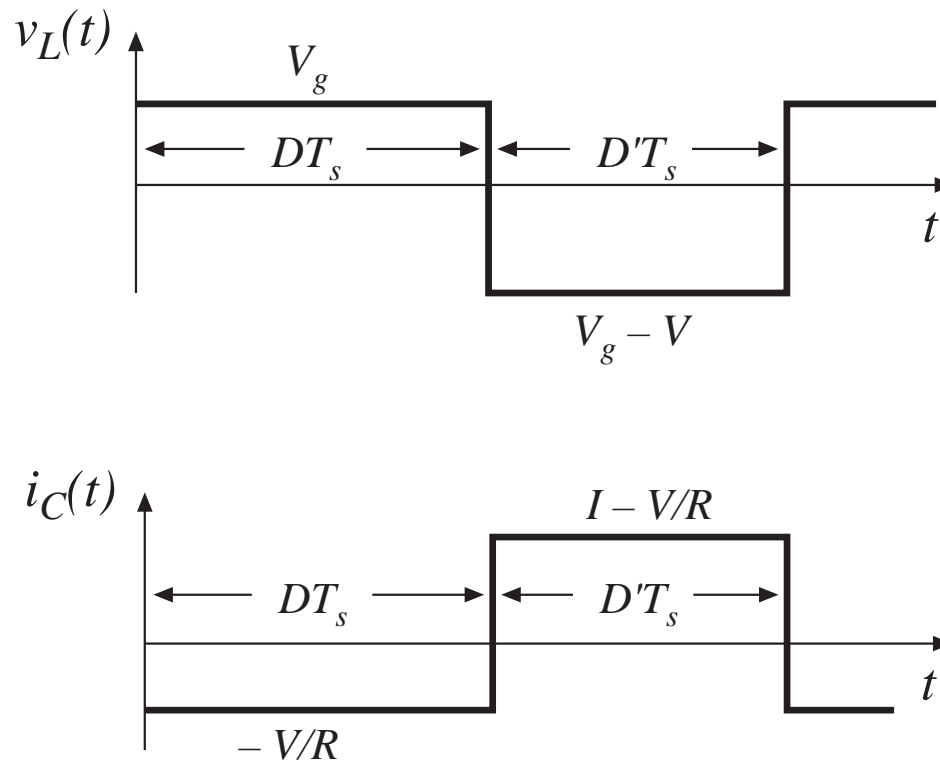 v_L(t)
V_g
DT_s
D'T_s
t
V_g – V
i_C(t)
I – V/R
DT_s
D'T_s
t
– V/R